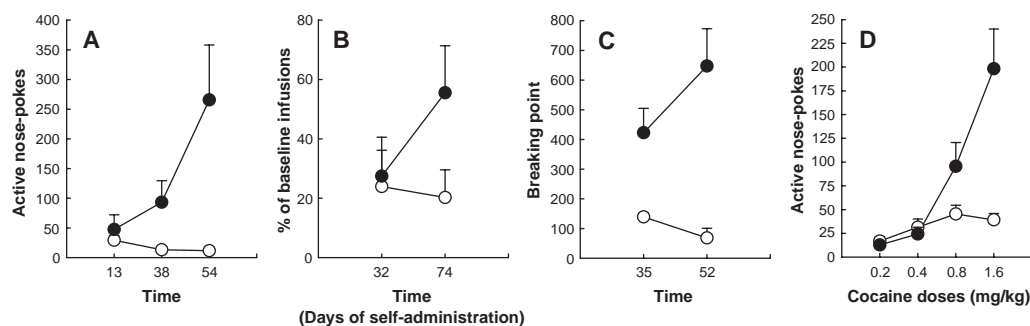 A
Active nose-pokes
400
350
300
250
200
150
100
50
0
13 38 54
Time
B
% of baseline infusions
80
60
40
20
0
32 74
Time
(Days of self-administration)
C
Breaking point
800
700
600
500
400
300
200
100
0
35 52
Time
D
Active nose-pokes
250
225
200
175
150
125
100
75
50
25
0
0.2 0.4 0.8 1.6
Cocaine doses (mg/kg)